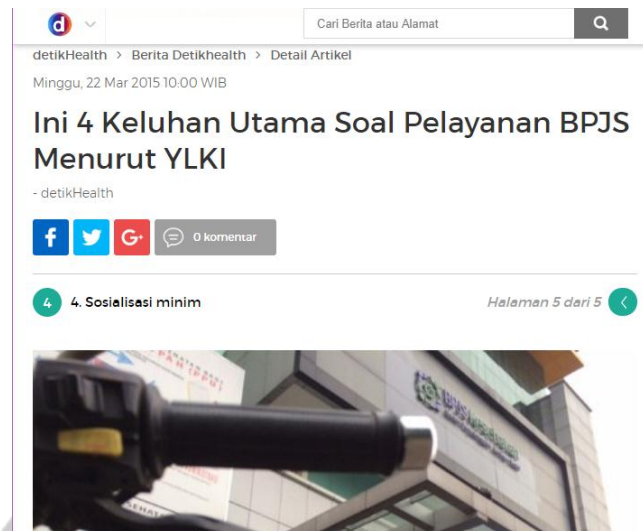 d
Cari Berita atau Alamat
detikHealth > Berita Detikhealth > Detail Artikel
Minggu, 22 Mar 2015 10:00 WIB
Ini 4 Keluhan Utama Soal Pelayanan BPJS
Menurut YLKI
- detikHealth
f G+ 0 komentar
4 4. Sosialisasi minim Halaman 5 dari 5